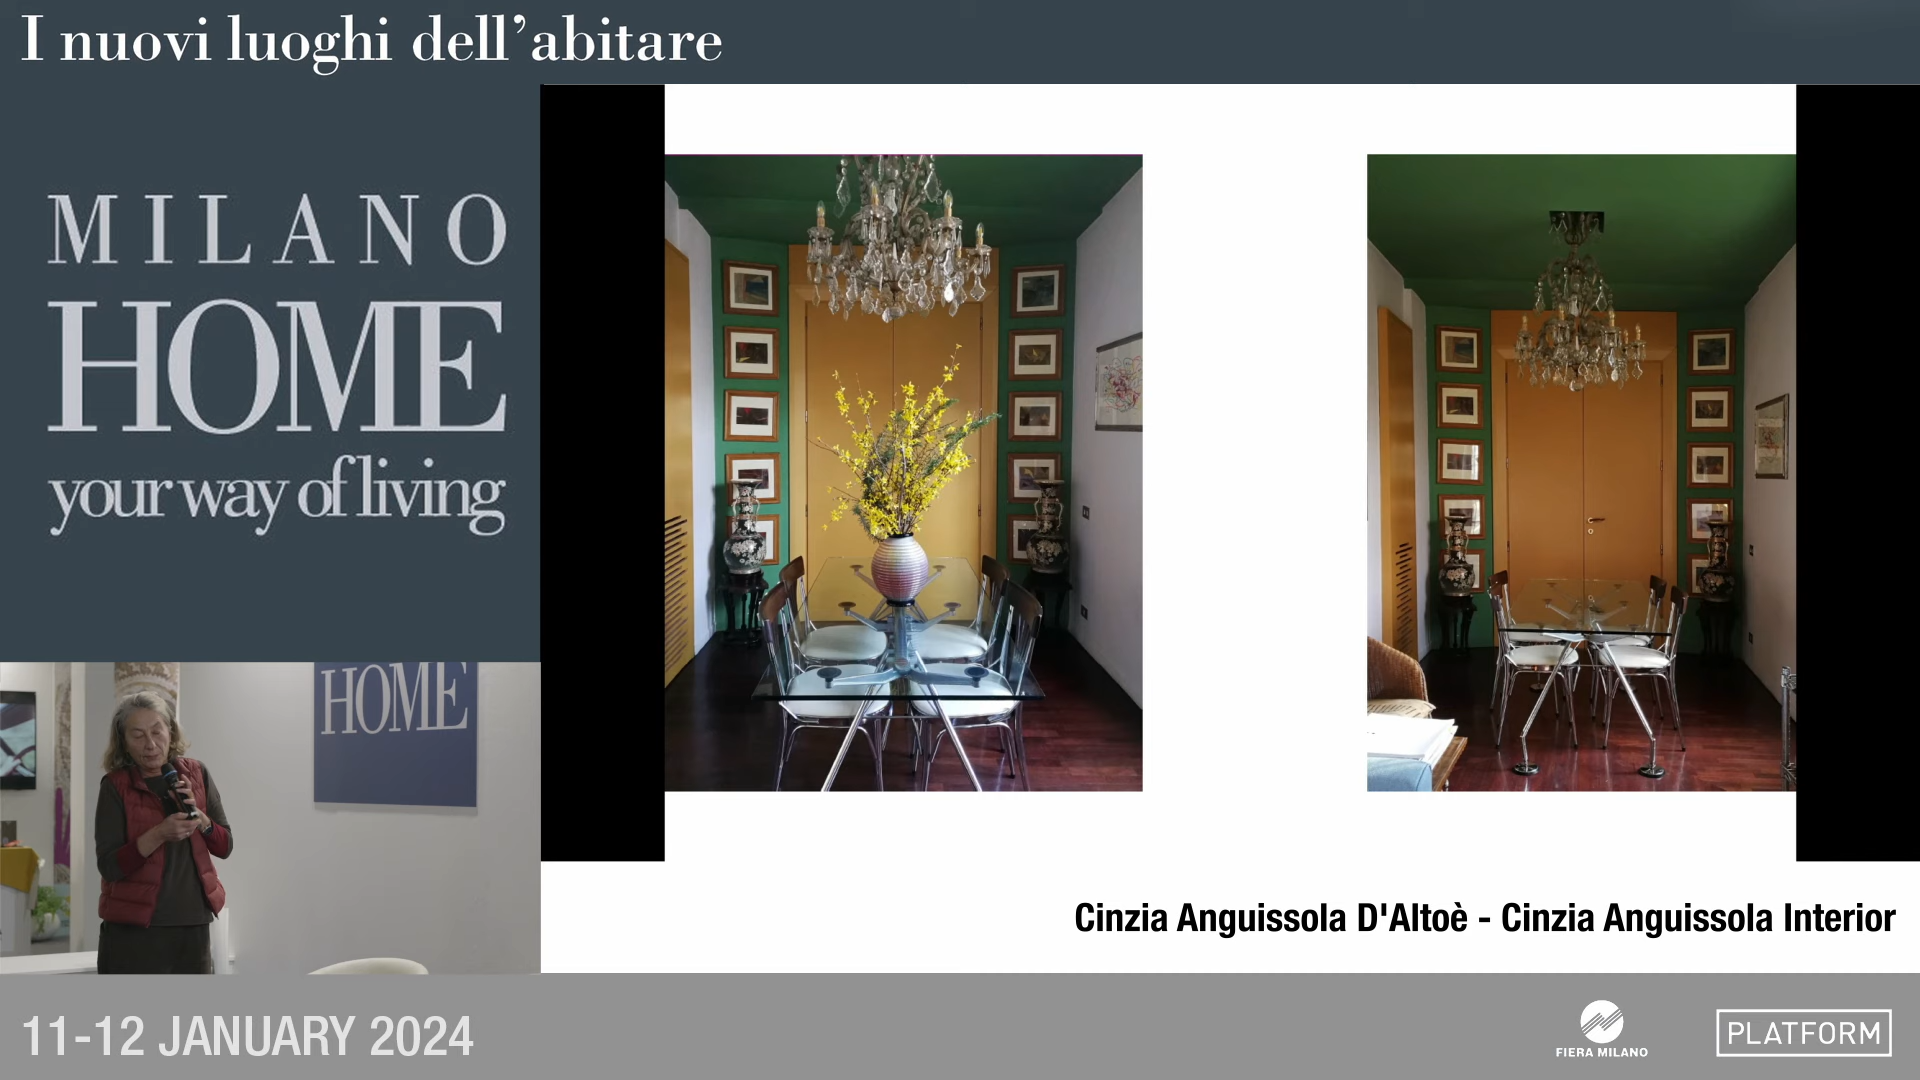 I nuovi luoghi dell'abitare
MILANO
HOME
your way of living
HOME
Cinzia Anguissola D'Altoè - Cinzia Anguissola Interior
11-12 JANUARY 2024
FIERA MILANO
PLATFORM